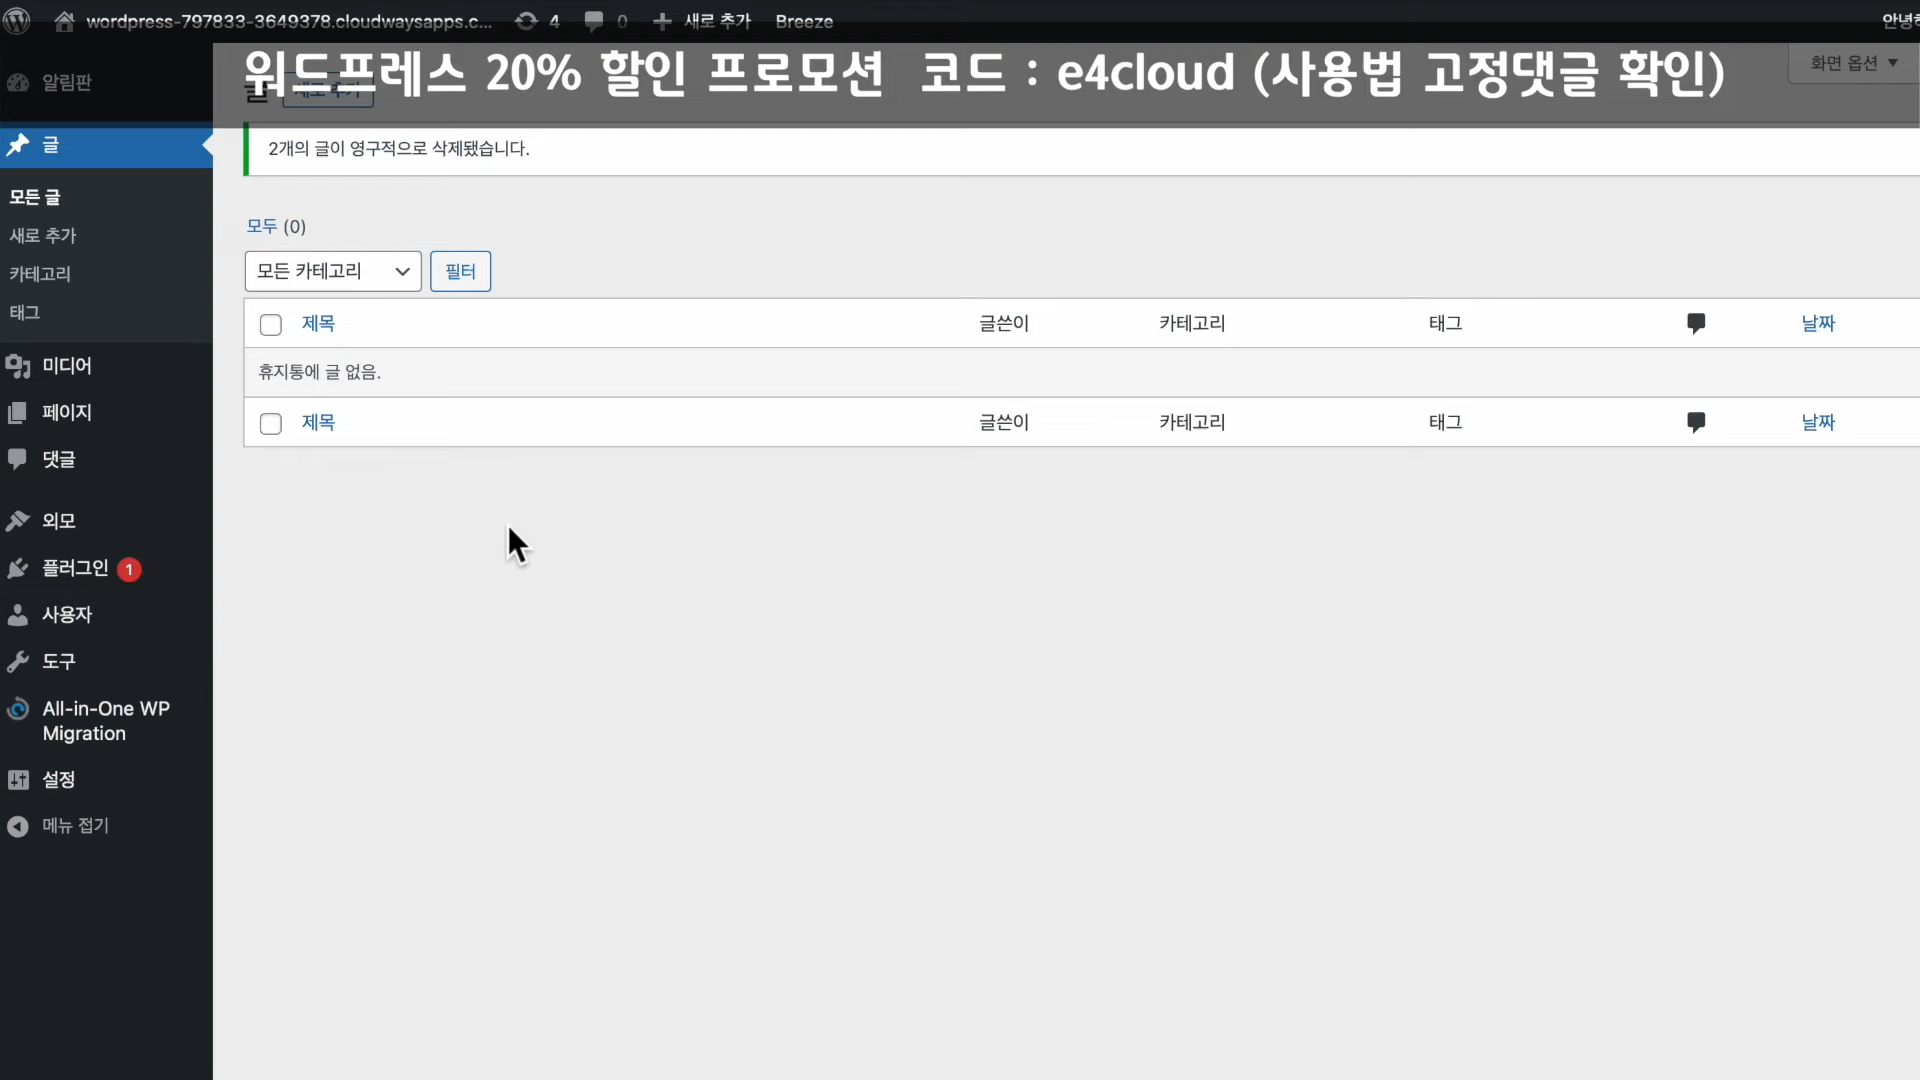 wordpress-797833-3649378.cloudwaysapps.c... 4 0 새로 추가 Breeze
워드프레스 20% 할인 프로모션 코드 : e4cloud (사용법 고정댓글 확인)
글 새로 추가
화면 옵션
알림판
글
모든 글
새로 추가
카테고리
태그
미디어
페이지
댓글
외모
플러그인 1
사용자
도구
All-in-One WP
Migration
설정
메뉴 접기
2개의 글이 영구적으로 삭제됐습니다.
모두 (0)
모든 카테고리 필터
제목 글쓴이 카테고리 태그 날짜
휴지통에 글 없음.
제목 글쓴이 카테고리 태그 날짜